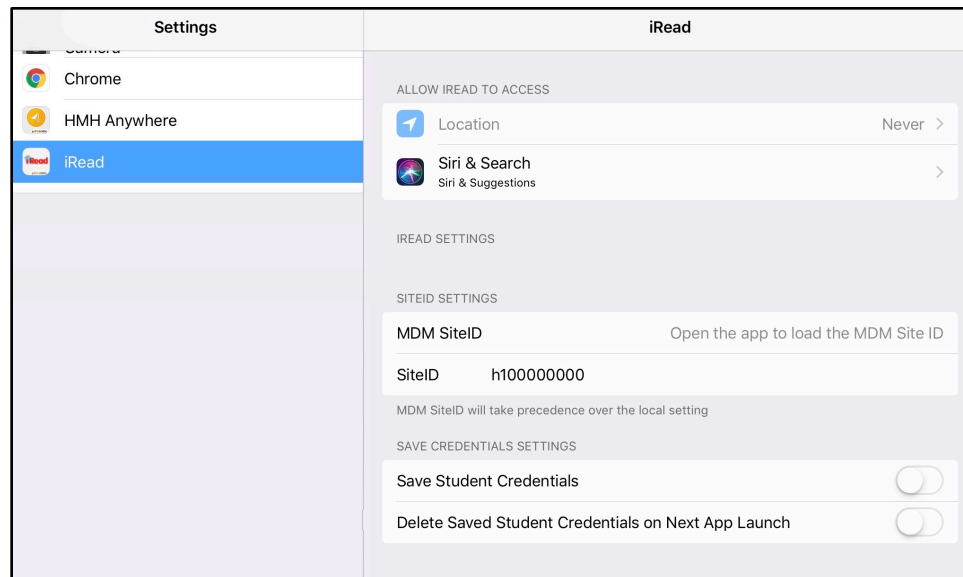 Settings
Camera
Chrome
HMH Anywhere
iRead
iRead
iRead
ALLOW IREAD TO ACCESS
Location Never
Siri & Search
Siri & Suggestions
IREAD SETTINGS
SITEID SETTINGS
MDM SiteID Open the app to load the MDM Site ID
SiteID h100000000
MDM SiteID will take precedence over the local setting
SAVE CREDENTIALS SETTINGS
Save Student Credentials
Delete Saved Student Credentials on Next App Launch